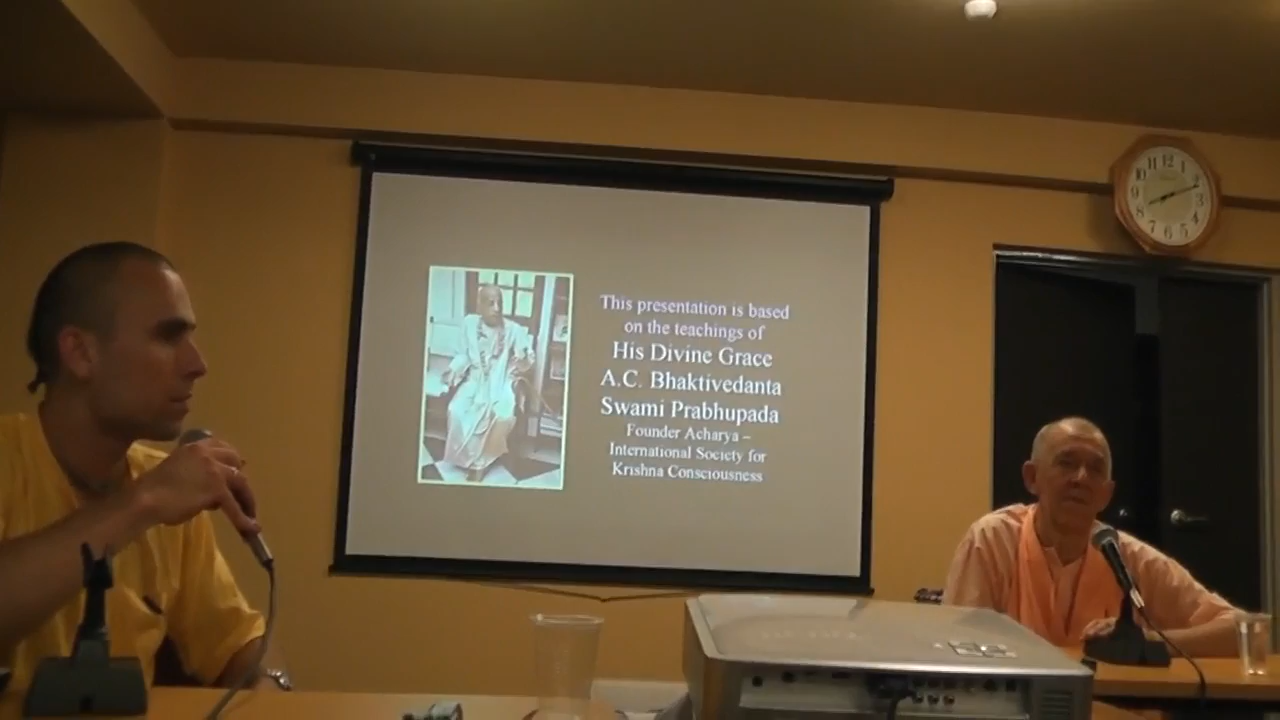 This presentation is based
on the teachings of
His Divine Grace
A.C. Bhaktivedanta
Swami Prabhupada
Founder Acharya –
International Society for
Krishna Consciousness